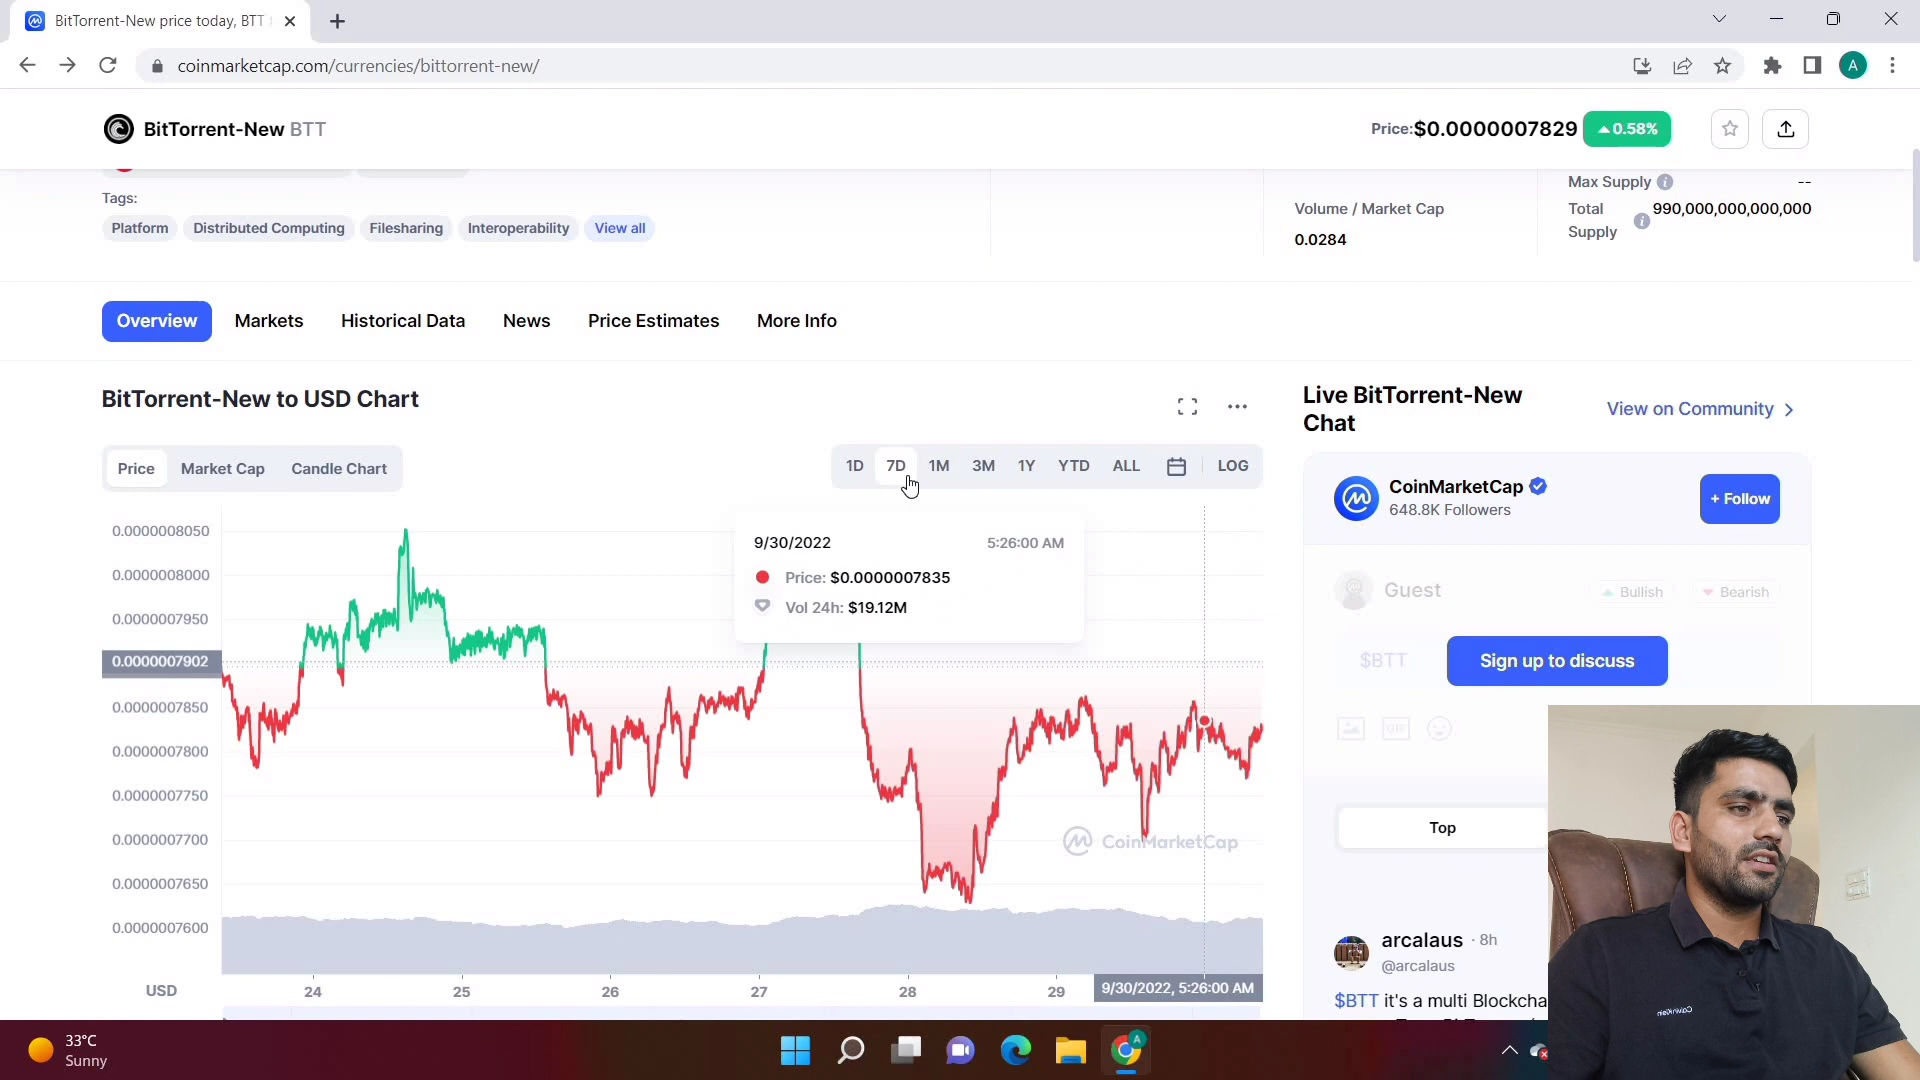 BitTorrent-New price today, BTT
coinmarketcap.com/currencies/bittorrent-new/
A
BitTorrent-New BTT
Price:$0.0000007829 0.58%
Tags:
Platform Distributed Computing Filesharing Interoperability View all
Volume / Market Cap
0.0284
Max Supply --
Total Supply 990,000,000,000,000
Overview Markets Historical Data News Price Estimates More Info
BitTorrent-New to USD Chart
Price Market Cap Candle Chart
1D 7D 1M 3M 1Y YTD ALL LOG
9/30/2022 5:26:00 AM
Price: $0.0000007835
Vol 24h: $19.12M
0.0000008050
0.0000008000
0.0000007950
0.0000007902
0.0000007850
0.0000007800
0.0000007750
0.0000007700
0.0000007650
0.0000007600
CoinMarketCap
USD 24 25 26 27 28 29 9/30/2022, 5:26:00 AM
Live BitTorrent-New
Chat
View on Community
CoinMarketCap
648.8K Followers
+ Follow
Guest
Bullish Bearish
$BTT
Sign up to discuss
GIF
Top
arcalaus · 8h
@arcalaus
$BTT it's a multi Blockcha
33°C
Sunny
A